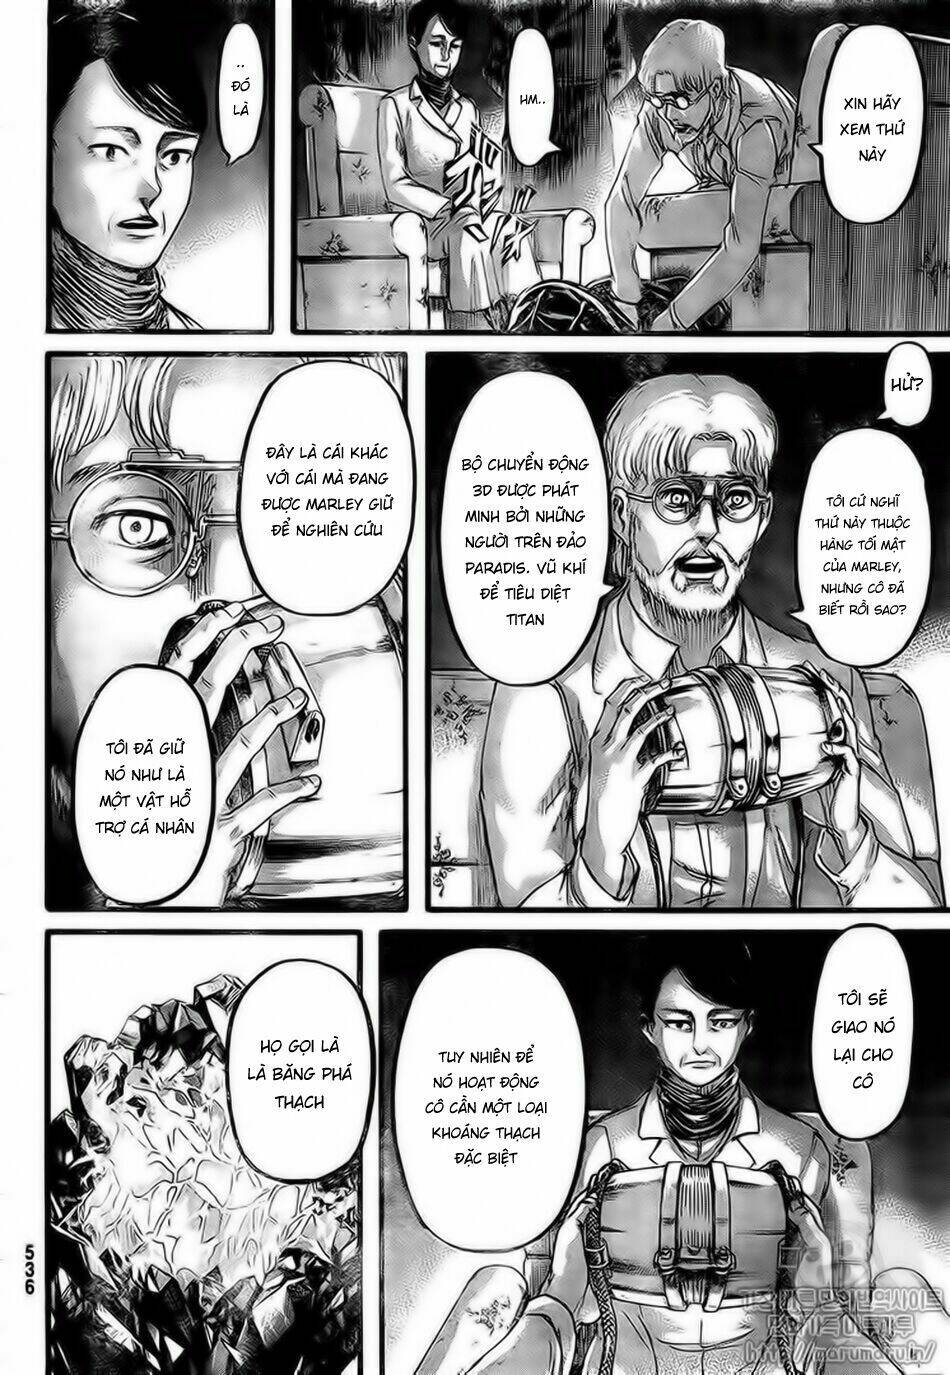 XIN HÃY
XEM THỨ
NÀY
HM..
..
ĐÓ
LÀ
HỬ?
TÔI CỨ NGHĨ
THỨ NÀY THUỘC
HÀNG TỐI MẬT
CỦA MARLEY,
NHƯNG CÔ ĐÃ
BIẾT RỒI SAO?
BỘ CHUYỂN ĐỘNG
3D ĐƯỢC PHÁT
MINH BỞI NHỮNG
NGƯỜI TRÊN ĐẢO
PARADIS. VŨ KHÍ
ĐỂ TIÊU DIỆT
TITAN
ĐÂY LÀ CÁI KHÁC
VỚI CÁI MÀ ĐANG
ĐƯỢC MARLEY GIỮ
ĐỂ NGHIÊN CỨU
TÔI ĐÃ GIỮ
NÓ NHƯ LÀ
MỘT VẬT HỖ
TRỢ CÁ NHÂN
TÔI SẼ
GIAO NÓ
LẠI CHO
CÔ
TUY NHIÊN ĐỂ
NÓ HOẠT ĐỘNG
CÔ CẦN MỘT LOẠI
KHOÁNG THẠCH
ĐẶC BIỆT
HỌ GỌI LÀ
LÀ BĂNG PHÁ
THẠCH
536
http://marumaru.in/